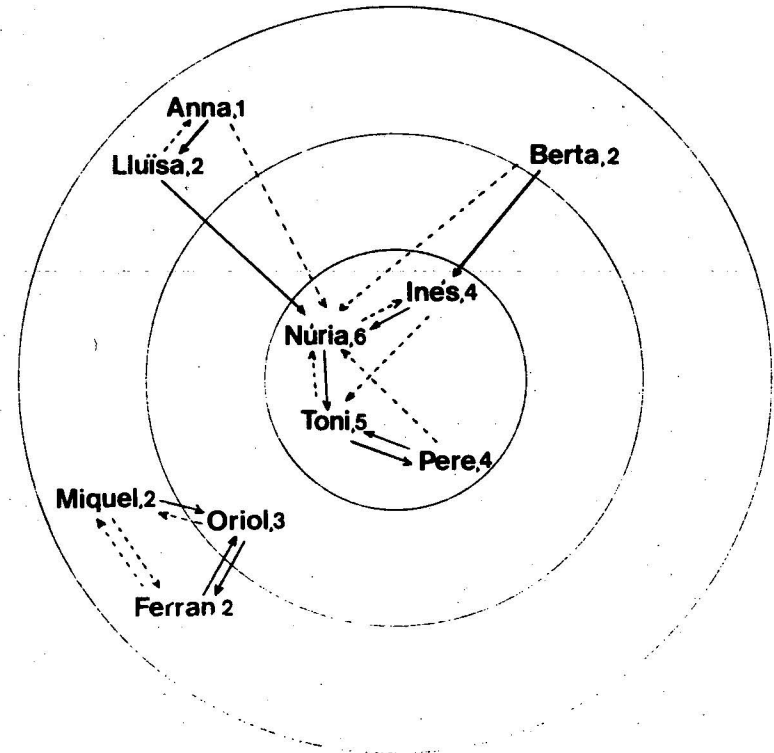 Anna,1
Berta,2
Lluïsa,2
Inés,4
Núria,6
Toni,5
Pere,4
Miquel,2
Oriol,3
Ferran 2